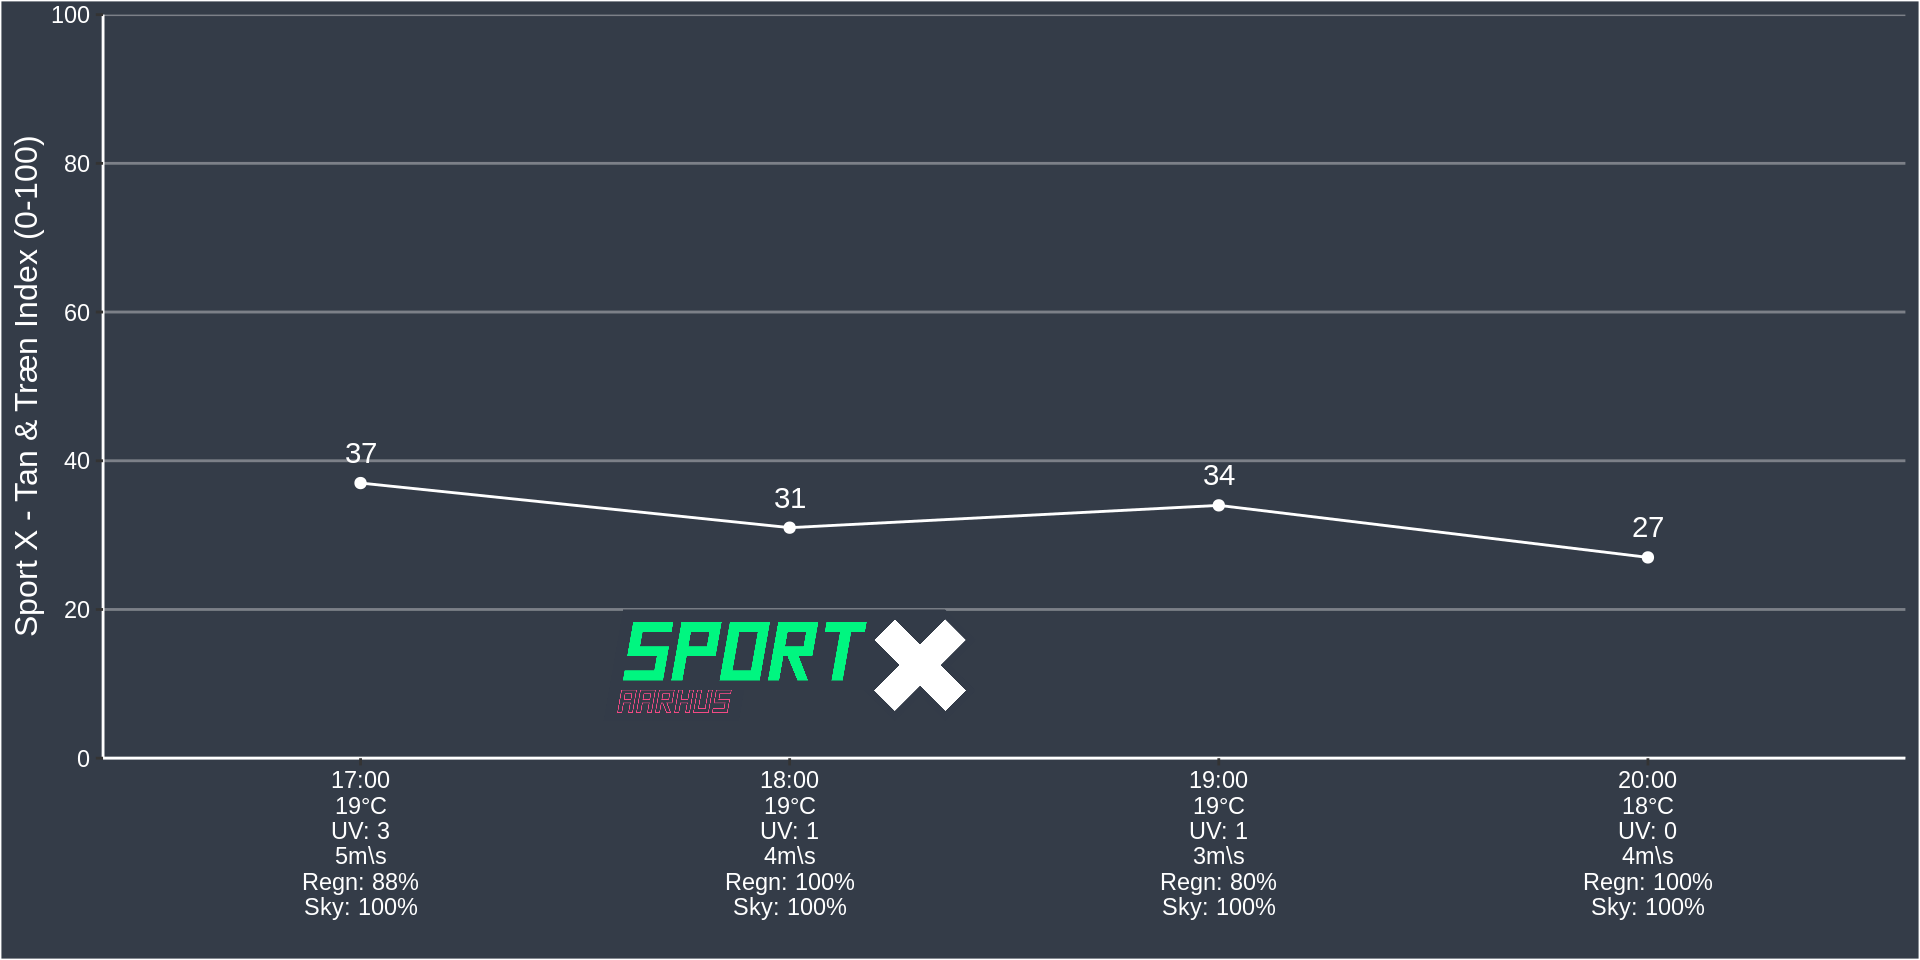 Sport X - Tan & Træn Index (0-100)
100
80
60
40
20
0
37
31
34
27
SPORT X
AARHUS
17:00
19°C
UV: 3
5m\s
Regn: 88%
Sky: 100%
18:00
19°C
UV: 1
4m\s
Regn: 100%
Sky: 100%
19:00
19°C
UV: 1
3m\s
Regn: 80%
Sky: 100%
20:00
18°C
UV: 0
4m\s
Regn: 100%
Sky: 100%